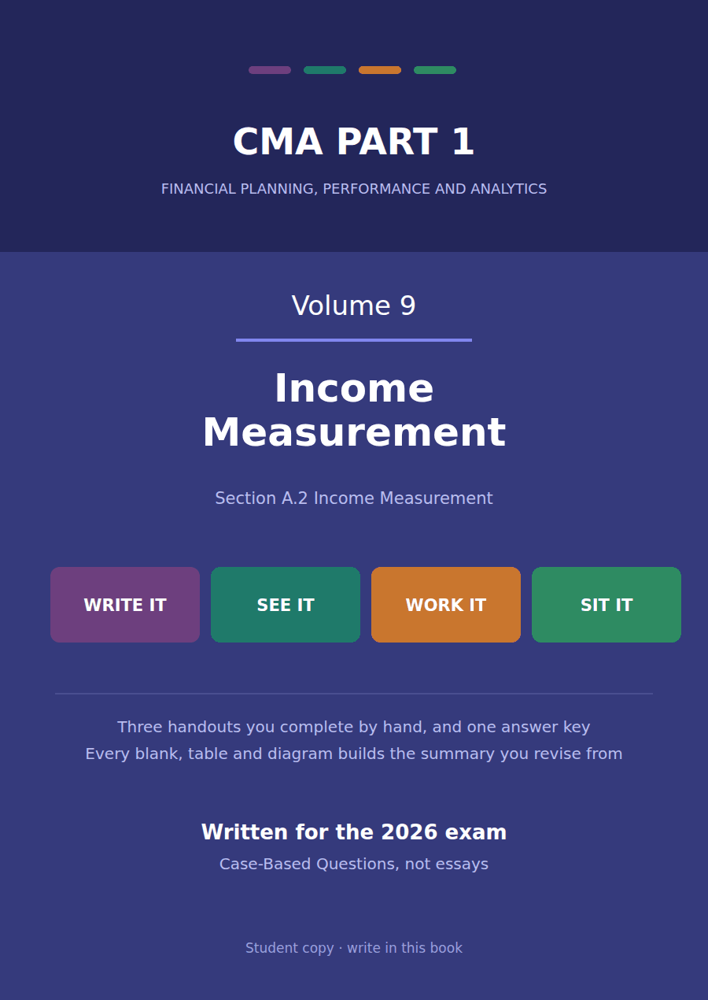 CMA PART 1
FINANCIAL PLANNING, PERFORMANCE AND ANALYTICS
Volume 9
Income
Measurement
Section A.2 Income Measurement
WRITE IT
SEE IT
WORK IT
SIT IT
Three handouts you complete by hand, and one answer key
Every blank, table and diagram builds the summary you revise from
Written for the 2026 exam
Case-Based Questions, not essays
Student copy · write in this book